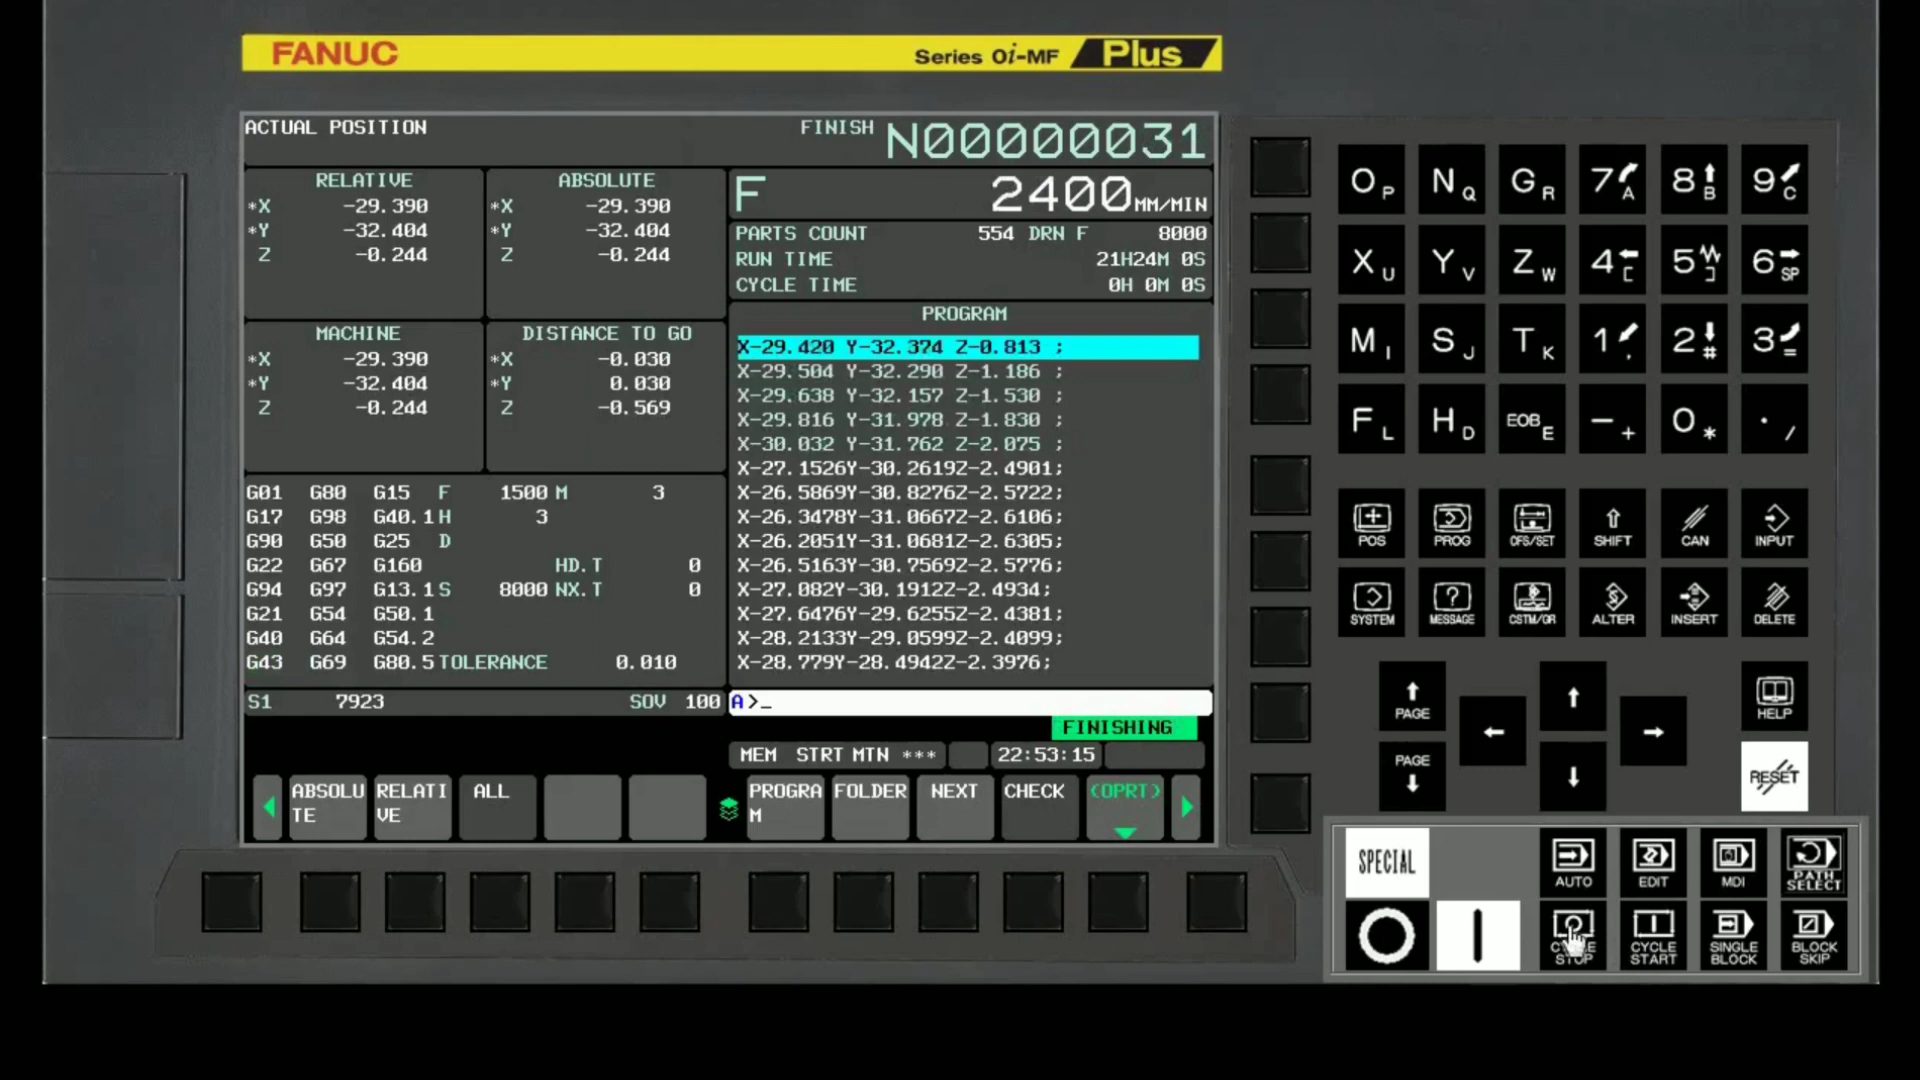 FANUC
Series 0i-MF Plus
ACTUAL POSITION
FINISH N00000031
RELATIVE
*X -29.390
*Y -32.404
Z -0.244
ABSOLUTE
*X -29.390
*Y -32.404
Z -0.244
MACHINE
*X -29.390
*Y -32.404
Z -0.244
DISTANCE TO GO
*X -0.030
*Y 0.030
Z -0.569
F 2400MM/MIN
PARTS COUNT 554 DRN F 8000
RUN TIME 21H24M 0S
CYCLE TIME 0H 0M 0S
PROGRAM
X-29.420 Y-32.374 Z-0.813 ;
X-29.504 Y-32.290 Z-1.186 ;
X-29.638 Y-32.157 Z-1.530 ;
X-29.816 Y-31.978 Z-1.830 ;
X-30.032 Y-31.762 Z-2.075 ;
X-27.1526Y-30.2619Z-2.4901;
X-26.5869Y-30.8276Z-2.5722;
X-26.3478Y-31.0667Z-2.6106;
X-26.2051Y-31.0681Z-2.6305;
X-26.5163Y-30.7569Z-2.5776;
X-27.082Y-30.1912Z-2.4934;
X-27.6476Y-29.6255Z-2.4381;
X-28.2133Y-29.0599Z-2.4099;
X-28.779Y-28.4942Z-2.3976;
G01 G80 G15 F 1500 M 3
G17 G98 G40.1 H 3
G90 G50 G25 D
G22 G67 G160 HD.T 0
G94 G97 G13.1 S 8000 NX.T 0
G21 G54 G50.1
G40 G64 G54.2
G43 G69 G80.5 TOLERANCE 0.010
S1 7923 SOV 100
A >_
FINISHING
MEM STRT MTN *** 22:53:15
ABSOLU
TE
RELATI
VE
ALL
PROGRA
M
FOLDER
NEXT
CHECK
(OPRT)
O P
N Q
G R
7 A
8 B
9 C
X U
Y V
Z W
4 [
5 ]
6 SP
M I
S J
T K
1 ,
2 #
3 =
F L
H D
EOB E
- +
0 *
. /
POS
PROG
OFS/SET
SHIFT
CAN
INPUT
SYSTEM
MESSAGE
CSTM/GR
ALTER
INSERT
DELETE
PAGE
HELP
PAGE
RESET
SPECIAL
AUTO
EDIT
MDI
PATH
SELECT
CYCLE
STOP
CYCLE
START
SINGLE
BLOCK
BLOCK
SKIP